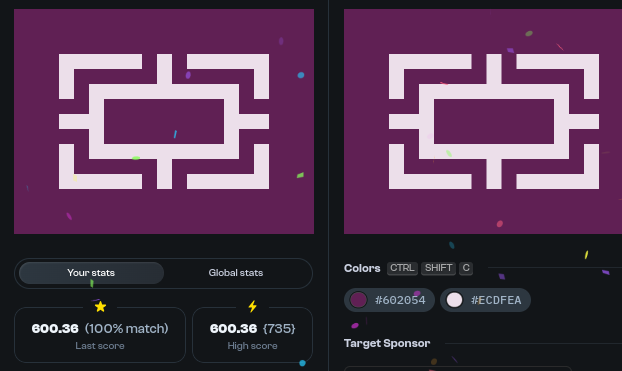 Your stats
Global stats
600.36 (100% match)
Last score
600.36 {735}
High score
Colors CTRL SHIFT C
#602054
#ECDFEA
Target Sponsor